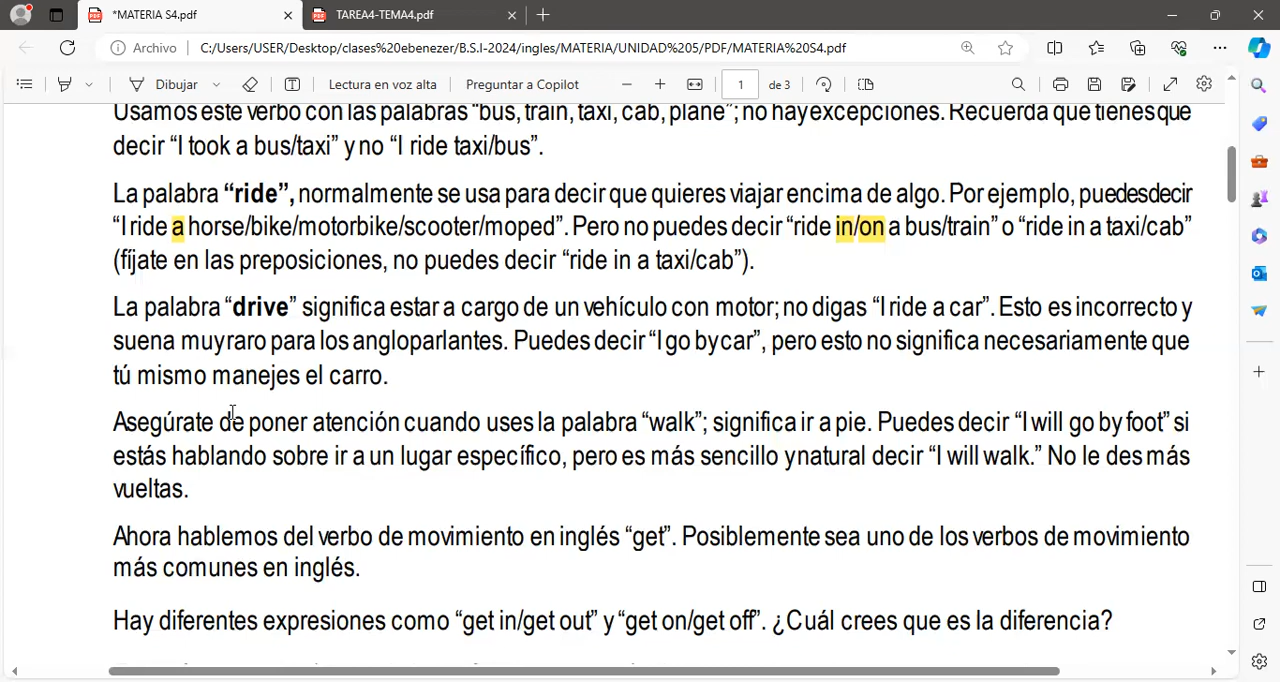 *MATERIA S4.pdf
TAREA4-TEMA4.pdf
Archivo
C:/Users/USER/Desktop/clases%20ebenezer/B.S.I-2024/ingles/MATERIA/UNIDAD%205/PDF/MATERIA%20S4.pdf
Dibujar
Lectura en voz alta
Preguntar a Copilot
1
de 3
Usamos este verbo con las palabras “bus, train, taxi, cab, plane”; no hay excepciones. Recuerda que tienes que
decir “I took a bus/taxi” y no “I ride taxi/bus”.
La palabra “ride”, normalmente se usa para decir que quieres viajar encima de algo. Por ejemplo, puedes decir
“I ride a horse/bike/motorbike/scooter/moped”. Pero no puedes decir “ride in/on a bus/train” o “ride in a taxi/cab”
(fíjate en las preposiciones, no puedes decir “ride in a taxi/cab”).
La palabra “drive” significa estar a cargo de un vehículo con motor; no digas “I ride a car”. Esto es incorrecto y
suena muy raro para los angloparlantes. Puedes decir “I go by car”, pero esto no significa necesariamente que
tú mismo manejes el carro.
Asegúrate de poner atención cuando uses la palabra “walk”; significa ir a pie. Puedes decir “I will go by foot” si
estás hablando sobre ir a un lugar específico, pero es más sencillo y natural decir “I will walk.” No le des más
vueltas.
Ahora hablemos del verbo de movimiento en inglés “get”. Posiblemente sea uno de los verbos de movimiento
más comunes en inglés.
Hay diferentes expresiones como “get in/get out” y “get on/get off”. ¿Cuál crees que es la diferencia?